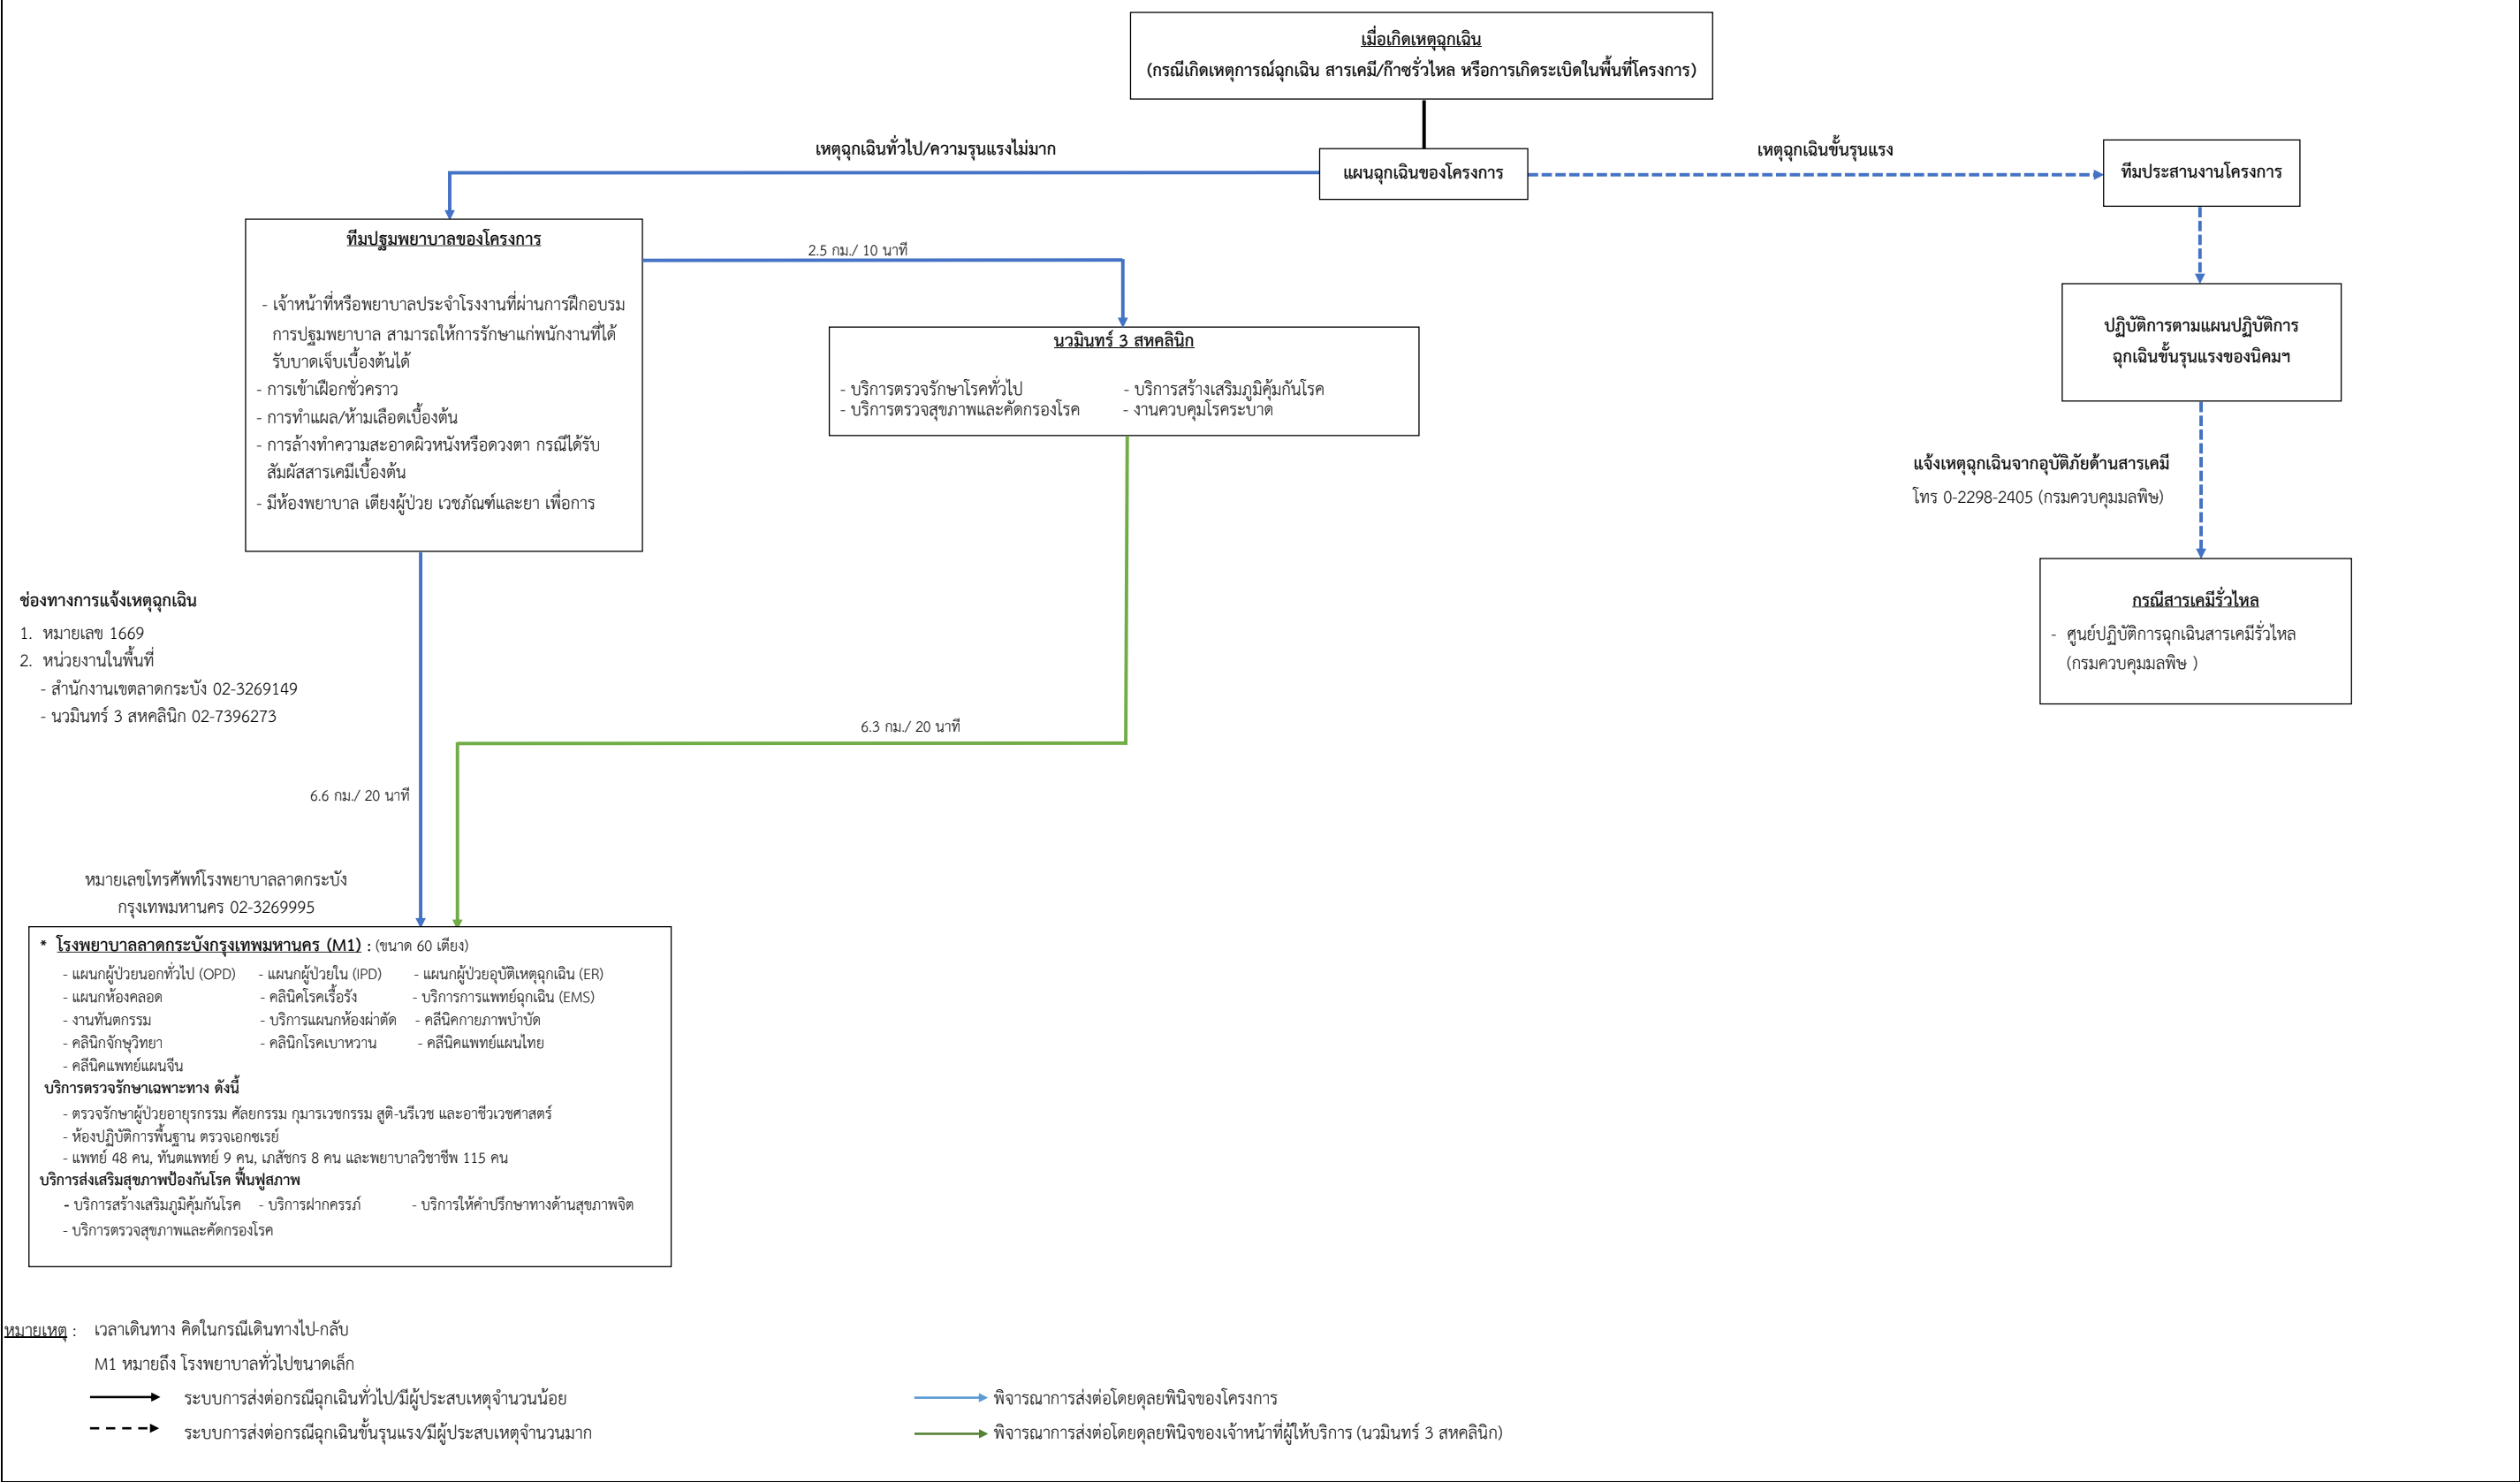 เมื่อเกิดเหตุฉุกเฉิน
(กรณีเกิดเหตุการณ์ฉุกเฉิน สารเคมี/ก๊าซรั่วไหล หรือการเกิดระเบิดในพื้นที่โครงการ)
เหตุฉุกเฉินทั่วไป/ความรุนแรงไม่มาก
แผนฉุกเฉินของโครงการ
เหตุฉุกเฉินขั้นรุนแรง
ทีมประสานงานโครงการ
ทีมปฐมพยาบาลของโครงการ
- เจ้าหน้าที่หรือพยาบาลประจำโรงงานที่ผ่านการฝึกอบรม
การปฐมพยาบาล สามารถให้การรักษาแก่พนักงานที่ได้
รับบาดเจ็บเบื้องต้นได้
- การเข้าเฝือกชั่วคราว
- การทำแผล/ห้ามเลือดเบื้องต้น
- การล้างทำความสะอาดผิวหนังหรือดวงตา กรณีได้รับ
สัมผัสสารเคมีเบื้องต้น
- มีห้องพยาบาล เตียงผู้ป่วย เวชภัณฑ์และยา เพื่อการ
2.5 กม./ 10 นาที
นวมินทร์ 3 สหคลินิก
- บริการตรวจรักษาโรคทั่วไป - บริการสร้างเสริมภูมิคุ้มกันโรค
- บริการตรวจสุขภาพและคัดกรองโรค - งานควบคุมโรคระบาด
ปฏิบัติการตามแผนปฏิบัติการ
ฉุกเฉินขั้นรุนแรงของนิคมฯ
แจ้งเหตุฉุกเฉินจากอุบัติภัยด้านสารเคมี
โทร 0-2298-2405 (กรมควบคุมมลพิษ)
กรณีสารเคมีรั่วไหล
- ศูนย์ปฏิบัติการฉุกเฉินสารเคมีรั่วไหล
(กรมควบคุมมลพิษ )
ช่องทางการแจ้งเหตุฉุกเฉิน
1. หมายเลข 1669
2. หน่วยงานในพื้นที่
- สำนักงานเขตลาดกระบัง 02-3269149
- นวมินทร์ 3 สหคลินิก 02-7396273
6.3 กม./ 20 นาที
6.6 กม./ 20 นาที
หมายเลขโทรศัพท์โรงพยาบาลลาดกระบัง
กรุงเทพมหานคร 02-3269995
* โรงพยาบาลลาดกระบังกรุงเทพมหานคร (M1) : (ขนาด 60 เตียง)
- แผนกผู้ป่วยนอกทั่วไป (OPD) - แผนกผู้ป่วยใน (IPD) - แผนกผู้ป่วยอุบัติเหตุฉุกเฉิน (ER)
- แผนกห้องคลอด - คลินิคโรคเรื้อรัง - บริการการแพทย์ฉุกเฉิน (EMS)
- งานทันตกรรม - บริการแผนกห้องผ่าตัด - คลีนิคกายภาพบำบัด
- คลินิกจักษุวิทยา - คลินิกโรคเบาหวาน - คลีนิคแพทย์แผนไทย
- คลีนิคแพทย์แผนจีน
บริการตรวจรักษาเฉพาะทาง ดังนี้
- ตรวจรักษาผู้ป่วยอายุรกรรม ศัลยกรรม กุมารเวชกรรม สูติ-นรีเวช และอาชีวเวชศาสตร์
- ห้องปฏิบัติการพื้นฐาน ตรวจเอกซเรย์
- แพทย์ 48 คน, ทันตแพทย์ 9 คน, เภสัชกร 8 คน และพยาบาลวิชาชีพ 115 คน
บริการส่งเสริมสุขภาพป้องกันโรค ฟื้นฟูสภาพ
- บริการสร้างเสริมภูมิคุ้มกันโรค - บริการฝากครรภ์ - บริการให้คำปรึกษาทางด้านสุขภาพจิต
- บริการตรวจสุขภาพและคัดกรองโรค
หมายเหตุ : เวลาเดินทาง คิดในกรณีเดินทางไป-กลับ
M1 หมายถึง โรงพยาบาลทั่วไปขนาดเล็ก
ระบบการส่งต่อกรณีฉุกเฉินทั่วไป/มีผู้ประสบเหตุจำนวนน้อย
พิจารณาการส่งต่อโดยดุลยพินิจของโครงการ
ระบบการส่งต่อกรณีฉุกเฉินขั้นรุนแรง/มีผู้ประสบเหตุจำนวนมาก
พิจารณาการส่งต่อโดยดุลยพินิจของเจ้าหน้าที่ผู้ให้บริการ (นวมินทร์ 3 สหคลินิก)